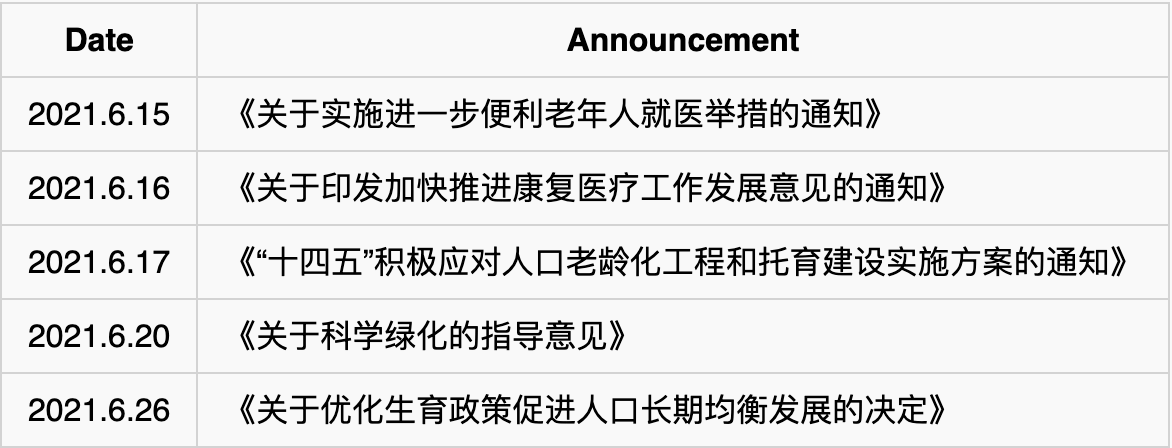 Date Announcement
2021.6.15 《关于实施进一步便利老年人就医举措的通知》
2021.6.16 《关于印发加快推进康复医疗工作发展意见的通知》
2021.6.17 《“十四五”积极应对人口老龄化工程和托育建设实施方案的通知》
2021.6.20 《关于科学绿化的指导意见》
2021.6.26 《关于优化生育政策促进人口长期均衡发展的决定》